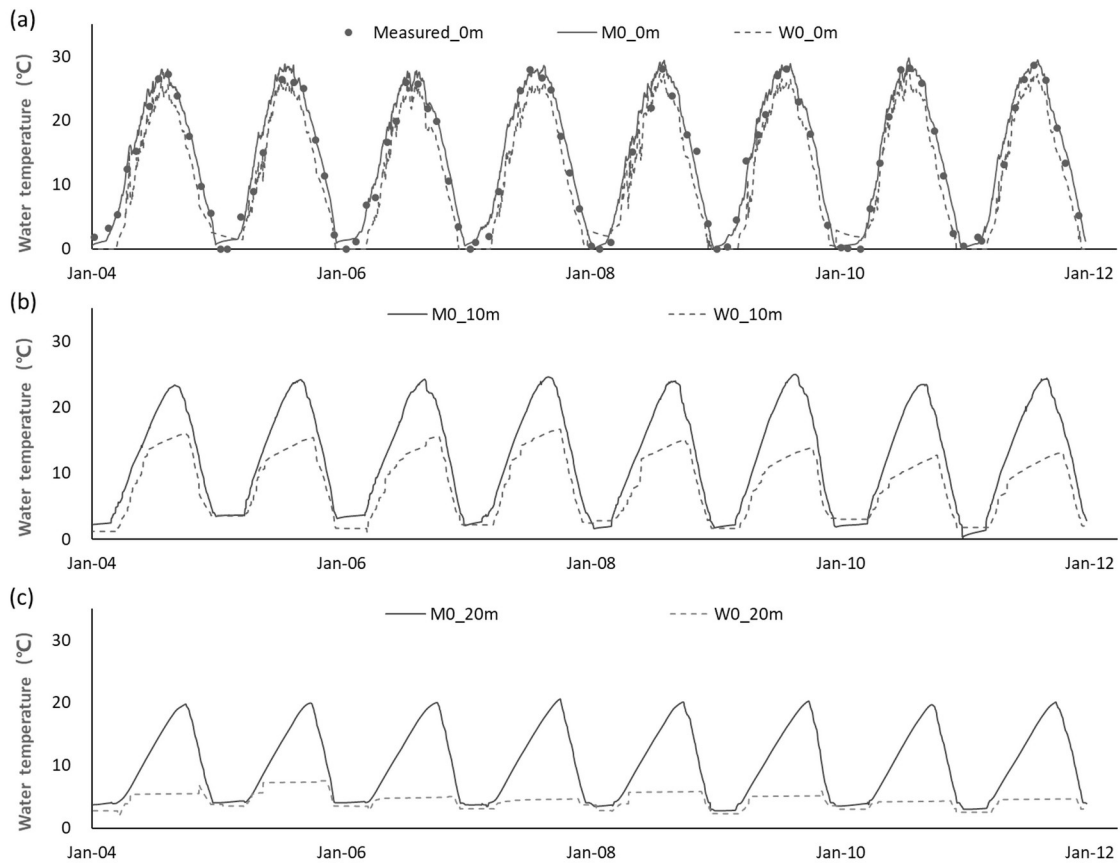 (a)
Measured_0m M0_0m W0_0m
Water temperature (℃)
30
20
10
0
Jan-04 Jan-06 Jan-08 Jan-10 Jan-12
(b)
M0_10m W0_10m
Water temperature (℃)
30
20
10
0
Jan-04 Jan-06 Jan-08 Jan-10 Jan-12
(c)
M0_20m W0_20m
Water temperature (℃)
30
20
10
0
Jan-04 Jan-06 Jan-08 Jan-10 Jan-12